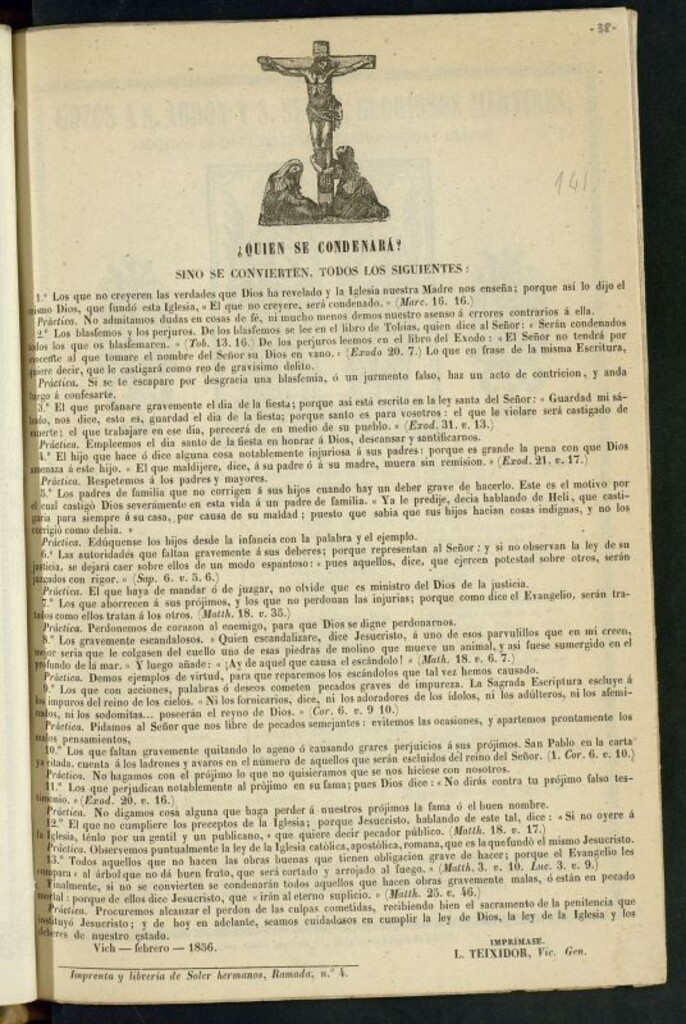 - 38 -
141.
¿QUIEN SE CONDENARÁ?
SINO SE CONVIERTEN, TODOS LOS SIGUIENTES:
1.º Los que no creyeren las verdades que Dios ha revelado y la Iglesia nuestra Madre nos enseña; porque asi lo dijo el
mismo Dios, que fundó esta Iglesia, «El que no creyere, será condenado.» (Marc. 16. 16.)
Práctica. No admitamos dudas en cosas de fé, ni mucho menos demos nuestro asenso á errores contrarios á ella.
2.º Los blasfemos y los perjuros. De los blasfemos se lee en el libro de Tobias, quien dice al Señor: «Serán condenados
todos los que os blasfemaren.» (Tob. 13. 16.) De los perjuros leemos en el libro del Exodo: «El Señor no tendrá por
inocente al que tomare el nombre del Señor su Dios en vano.» (Exodo 20. 7.) Lo que en frase de la misma Escritura,
quiere decir, que le castigará como reo de gravisimo delito.
Práctica. Si se te escapare por desgracia una blasfemia, ó un jurmento falso, haz un acto de contricion, y anda
luego á confesarte.
3.º El que profanare gravemente el dia de la fiesta; porque asi está escrito en la ley santa del Señor: «Guardad mi sá-
bado, nos dice, esto es, guardad el dia de la fiesta; porque santo es para vosotros: el que le violare será castigado de
muerte; el que trabajare en ese dia, perecerá de en medio de su pueblo.» (Exod. 31. v. 13.)
Práctica. Empleemos el dia santo de la fiesta en honrar á Dios, descansar y santificarnos.
4.º El hijo que hace ó dice alguna cosa notablemente injuriosa á sus padres: porque es grande la pena con que Dios
amenaza á este hijo. «El que maldijere, dice, á su padre ó á su madre, muera sin remision.» (Exod. 21. v. 17.)
Práctica. Respetemos á los padres y mayores.
5.º Los padres de familia que no corrigen á sus hijos cuando hay un deber grave de hacerlo. Este es el motivo por
el cual castigó Dios severamente en esta vida á un padre de familia. «Ya le predije, decia hablando de Heli, que casti-
garia para siempre á su casa, por causa de su maldad; puesto que sabia que sus hijos hacian cosas indignas, y no los
corrigió como debia.»
Práctica. Edúquense los hijos desde la infancia con la palabra y el ejemplo.
6.º Las autoridades que faltan gravemente á sus deberes; porque representan al Señor; y si no observan la ley de su
justicia, se dejará caer sobre ellos de un modo espantoso: «pues aquellos, dice, que ejercen potestad sobre otros, serán
juzgados con rigor.» (Sap. 6. v. 5. 6.)
Práctica. El que haya de mandar ó de juzgar, no olvide que es ministro del Dios de la justicia.
7.º Los que aborrecen á sus prójimos, y los que no perdonan las injurias; porque como dice el Evangelio, serán tra-
tados como ellos tratan á los otros. (Matth. 18. v. 35.)
Práctica. Perdonemos de corazon al enemigo, para que Dios se digne perdonarnos.
8.º Los gravemente escandalosos. «Quien escandalizare, dice Jesucristo, á uno de esos parvulillos que en mi creen,
mejor seria que le colgasen del cuello una de esas piedras de molino que mueve un animal, y asi fuese sumergido en el
profundo de la mar.» Y luego añade: «¡Ay de aquel que causa el escándalo!» (Math. 18. v. 6. 7.)
Práctica. Demos ejemplos de virtud, para que reparemos los escándalos que tal vez hemos causado.
9.º Los que con acciones, palabras ó deseos cometen pecados graves de impureza. La Sagrada Escriptura escluye á
los impuros del reino de los cielos. «Ni los fornicarios, dice, ni los adoradores de los idolos, ni los adúlteros, ni los afemi-
nados, ni los sodomitas... poseerán el reyno de Dios.» (Cor. 6. v. 9 10.)
Práctica. Pidamos al Señor que nos libre de pecados semejantes: evitemos las ocasiones, y apartemos prontamente los
malos pensamientos,
10.º Los que faltan gravemente quitando lo ageno ó causando grares perjuicios á sus prójimos. San Pablo en la carta
ya citada, cuenta á los ladrones y avaros en el número de aquellos que serán escluidos del reino del Señor. (1. Cor. 6. v. 10.)
Práctica. No hagamos con el prójimo lo que no quisieramos que se nos hiciese con nosotros.
11.º Los que perjudican notablemente al prójimo en su fama; pues Dios dice: «No dirás contra tu prójimo falso tes-
timonio.» (Exod. 20. v. 16.)
Práctica. No digamos cosa alguna que haga perder á nuestros prójimos la fama ó el buen nombre.
12.º El que no cumpliere los preceptos de la Iglesia; porque Jesucristo, hablando de este tal, dice: «Si no oyere á
la Iglesia, ténlo por un gentil y un publicano,» que quiere decir pecador público. (Matth. 18. v. 17.)
Práctica. Observemos puntualmente la ley de la Iglesia católica, apostólica, romana, que es la que fundó el mismo Jesucristo.
13.º Todos aquellos que no hacen las obras buenas que tienen obligacion grave de hacer; porque el Evangelio les
compara «al árbol que no dá buen fruto, que será cortado y arrojado al fuego.» (Matth. 3. v. 10. Luc. 3. v. 9.)
Y finalmente, si no se convierten se condenarán todos aquellos que hacen obras gravemente malas, ó están en pecado
mortal: porque de ellos dice Jesucristo, que «irán al eterno suplicio.» (Matth. 25. v. 46.)
Práctica. Procuremos alcanzar el perdon de las culpas cometidas, recibiendo bien el sacramento de la penitencia que
instituyó Jesucristo; y de hoy en adelante, seamos cuidadosos en cumplir la ley de Dios, la ley de la Iglesia y los
deberes de nuestro estado.
Vich — febrero — 1856.
IMPRÍMASE.
L. TEIXIDOR, Vic. Gen.
Imprenta y librería de Soler hermanos, Ramada, n.º 4.